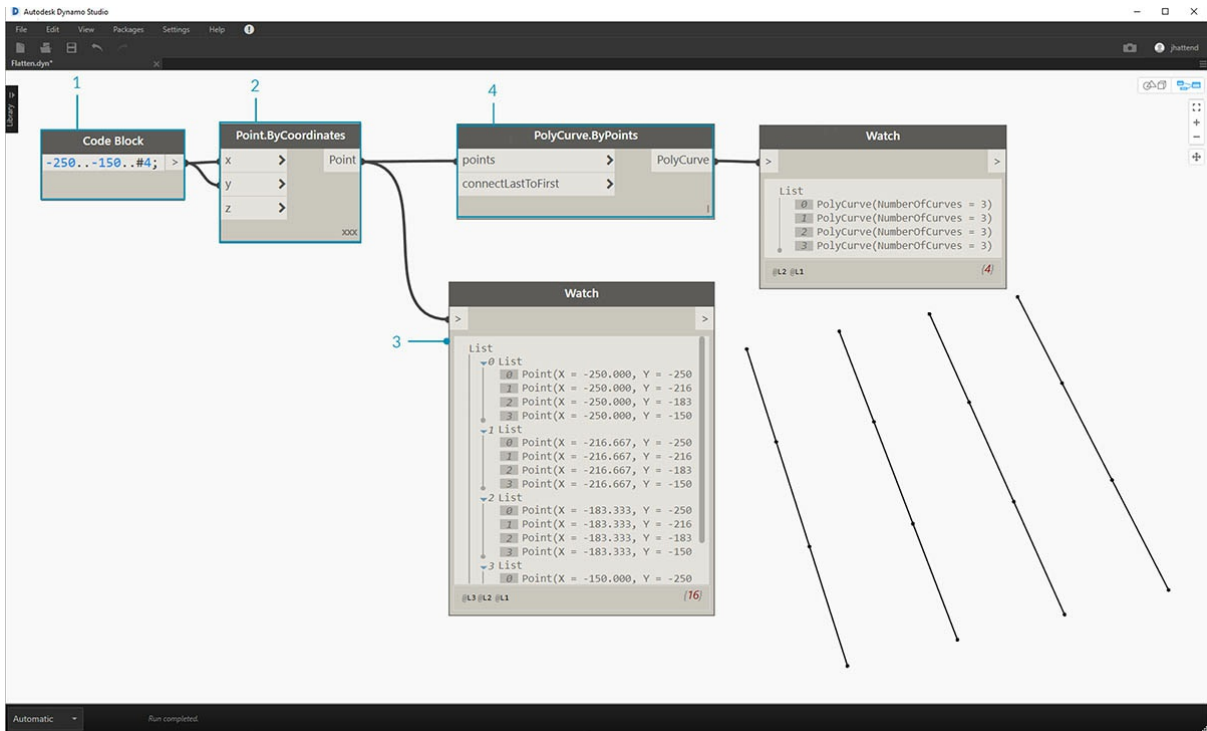 Autodesk Dynamo Studio
File Edit View Packages Settings Help
jhattend
Flatten.dyn*
Library
1
2
4
Code Block
-250..-150..#4; >
Point.ByCoordinates
x > Point
y >
z >
xxx
PolyCurve.ByPoints
points > PolyCurve
connectLastToFirst >
|
Watch
> >
List
0 PolyCurve(NumberOfCurves = 3)
1 PolyCurve(NumberOfCurves = 3)
2 PolyCurve(NumberOfCurves = 3)
3 PolyCurve(NumberOfCurves = 3)
@L2 @L1 {4}
3
Watch
> >
List
0 List
0 Point(X = -250.000, Y = -250
1 Point(X = -250.000, Y = -216
2 Point(X = -250.000, Y = -183
3 Point(X = -250.000, Y = -150
1 List
0 Point(X = -216.667, Y = -250
1 Point(X = -216.667, Y = -216
2 Point(X = -216.667, Y = -183
3 Point(X = -216.667, Y = -150
2 List
0 Point(X = -183.333, Y = -250
1 Point(X = -183.333, Y = -216
2 Point(X = -183.333, Y = -183
3 Point(X = -183.333, Y = -150
3 List
0 Point(X = -150.000, Y = -250
@L3 @L2 @L1 {16}
Automatic Run completed.